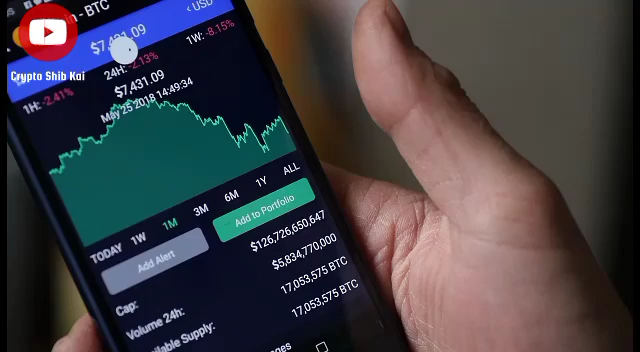 - BTC
< USD
$7,431.09
Crypto Shib Kai
1H: -2.41%
24H: -2.13%
1W: -8.15%
$7,431.09
May 25 2018 14:49:34
TODAY 1W 1M 3M 6M 1Y ALL
Add Alert
Add to Portfolio
Cap:
$126,726,650,647
Volume 24h:
$5,834,770,000
ailable Supply:
17,053,575 BTC
17,053,575 BTC